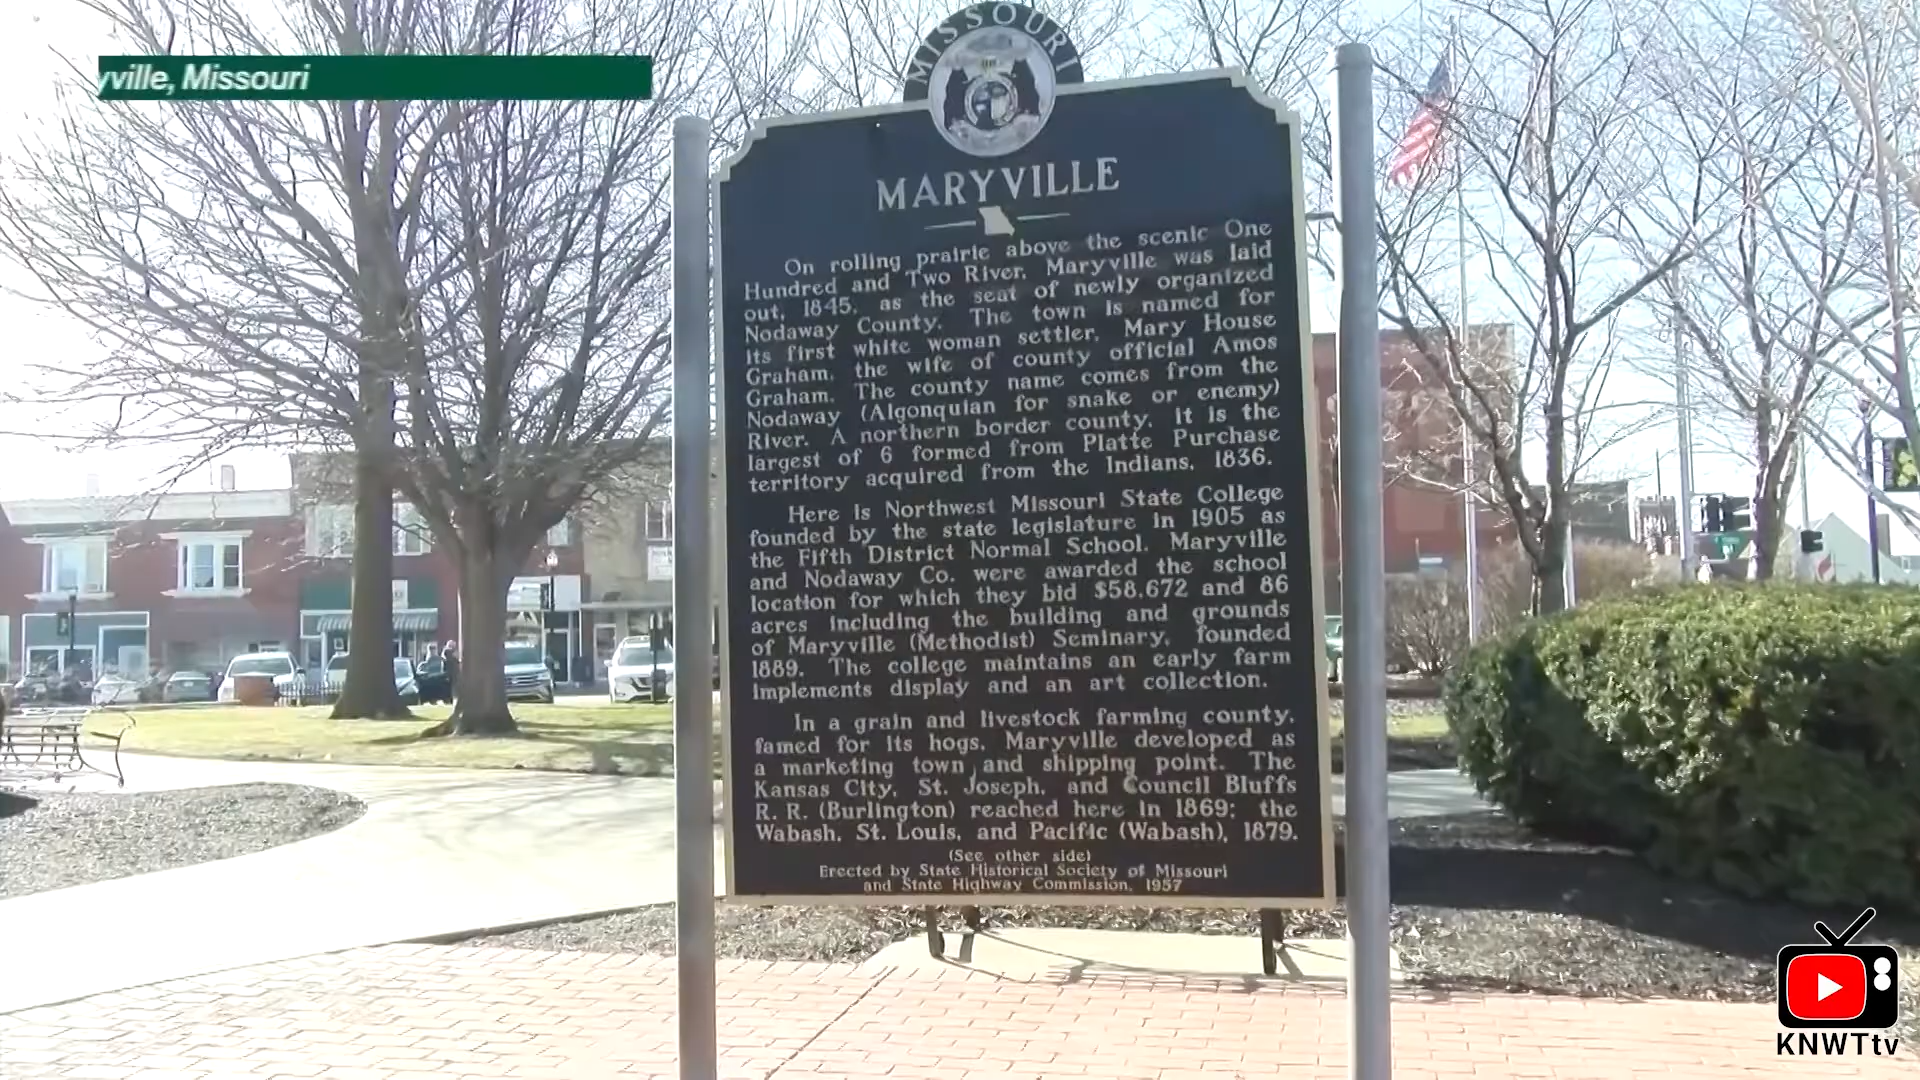 yville, Missouri
MISSOURI
MARYVILLE
On rolling prairie above the scenic One
Hundred and Two River, Maryville was laid
out, 1845, as the seat of newly organized
Nodaway County. The town is named for
its first white woman settler, Mary House
Graham, the wife of county official Amos
Graham. The county name comes from the
Nodaway (Algonquian for snake or enemy)
River. A northern border county, it is the
largest of 6 formed from Platte Purchase
territory acquired from the Indians, 1836.
Here is Northwest Missouri State College
founded by the state legislature in 1905 as
the Fifth District Normal School. Maryville
and Nodaway Co. were awarded the school
location for which they bid $58,672 and 86
acres including the building and grounds
of Maryville (Methodist) Seminary, founded
1889. The college maintains an early farm
implements display and an art collection.
In a grain and livestock farming county,
famed for its hogs, Maryville developed as
a marketing town and shipping point. The
Kansas City, St. Joseph, and Council Bluffs
R. R. (Burlington) reached here in 1869; the
Wabash, St. Louis, and Pacific (Wabash), 1879.
(See other side)
Erected by State Historical Society of Missouri
and State Highway Commission, 1957
KNWTtv